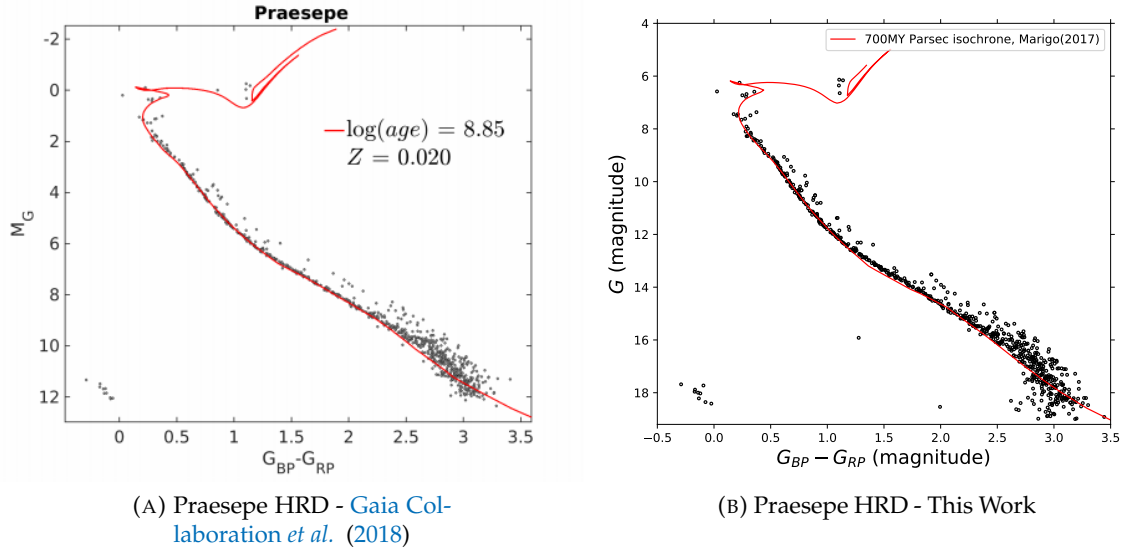 Praesepe
-2
0
2
4
6
8
10
12
M_G
log(age) = 8.85
Z = 0.020
0 0.5 1 1.5 2 2.5 3 3.5
G_BP-G_RP
(A) Praesepe HRD - Gaia Col-
laboration et al. (2018)
4
6
8
10
12
14
16
18
G (magnitude)
700MY Parsec isochrone, Marigo(2017)
−0.5 0.0 0.5 1.0 1.5 2.0 2.5 3.0 3.5
G_BP − G_RP (magnitude)
(B) Praesepe HRD - This Work